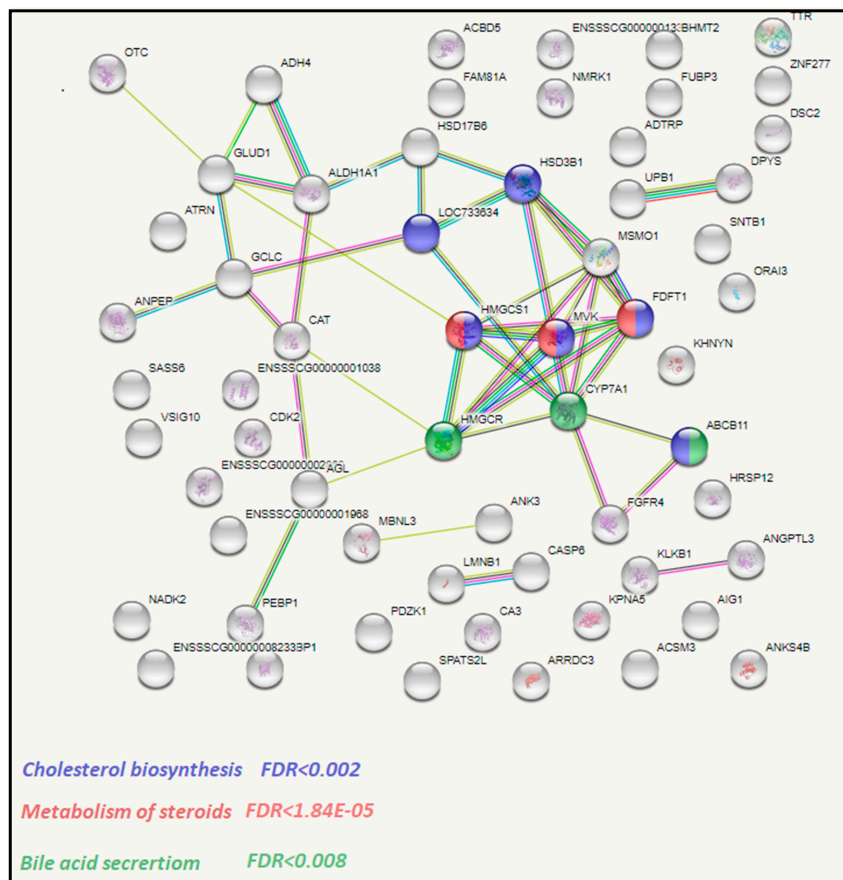 OTC
ADH4
ACBD5
ENSSSCG000000133BHMT2
TTR
FAM81A
NMRK1
FUBP3
ZNF277
HSD17B6
ADTRP
DSC2
GLUD1
ALDH1A1
HSD3B1
UPB1
DPYS
ATRN
LOC733634
MSMO1
SNTB1
GCLC
ORAI3
ANPEP
CAT
HMGCS1
MVK
FDFT1
KHNYN
SASS6
ENSSSCG00000001038
CYP7A1
VSIG10
CDK2
HMGCR
ABCB11
AGL
HRSP12
ENSSSCG00000001968
MBNL3
ANK3
FGFR4
LMNB1
CASP6
KLKB1
ANGPTL3
NADK2
PEBP1
PDZK1
CA3
KPNA5
AIG1
SPATS2L
ARRDC3
ACSM3
ANKS4B
Cholesterol biosynthesis FDR<0.002
Metabolism of steroids FDR<1.84E-05
Bile acid secrertiom FDR<0.008